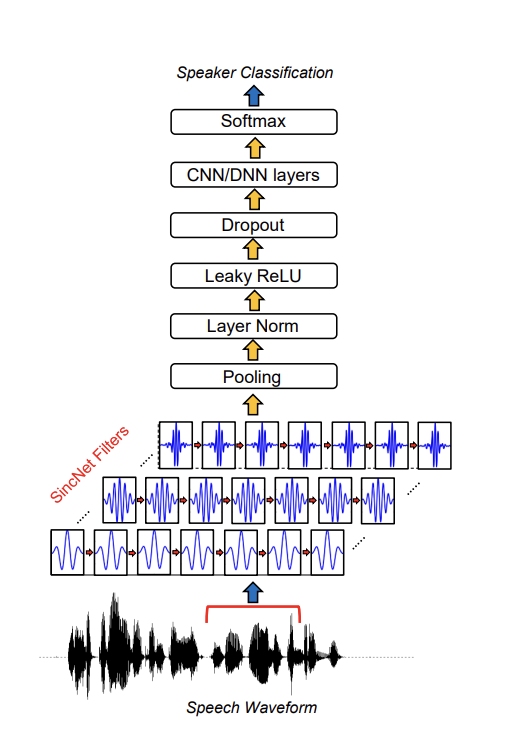 Speaker Classification
Softmax
CNN/DNN layers
Dropout
Leaky ReLU
Layer Norm
Pooling
SincNet Filters
Speech Waveform